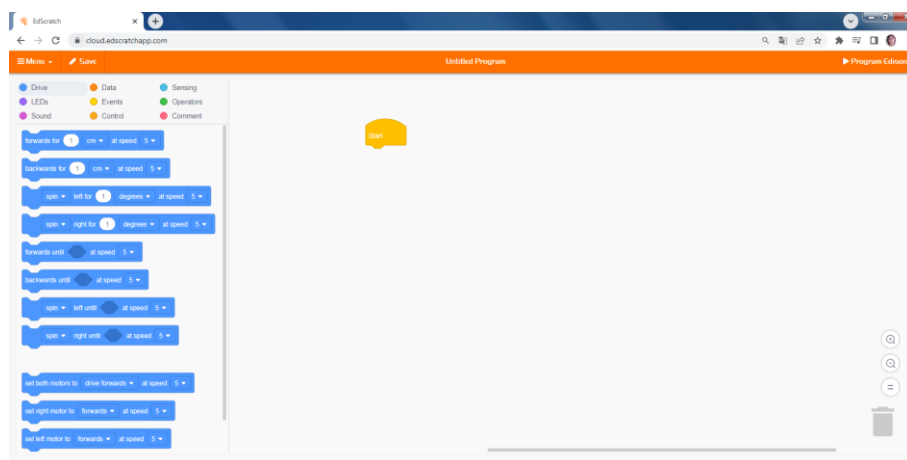 EdScratch
cloud.edscratchapp.com
Menu
Save
Untitled Program
Program Edison
Drive
Data
Sensing
LEDs
Events
Operators
Sound
Control
Comment
forwards for 1 cm at speed 5
backwards for 1 cm at speed 5
spin left for 1 degrees at speed 5
spin right for 1 degrees at speed 5
forwards until at speed 5
backwards until at speed 5
spin left until at speed 5
spin right until at speed 5
set both motors to drive forwards at speed 5
set right motor to forwards at speed 5
set left motor to forwards at speed 5
Start